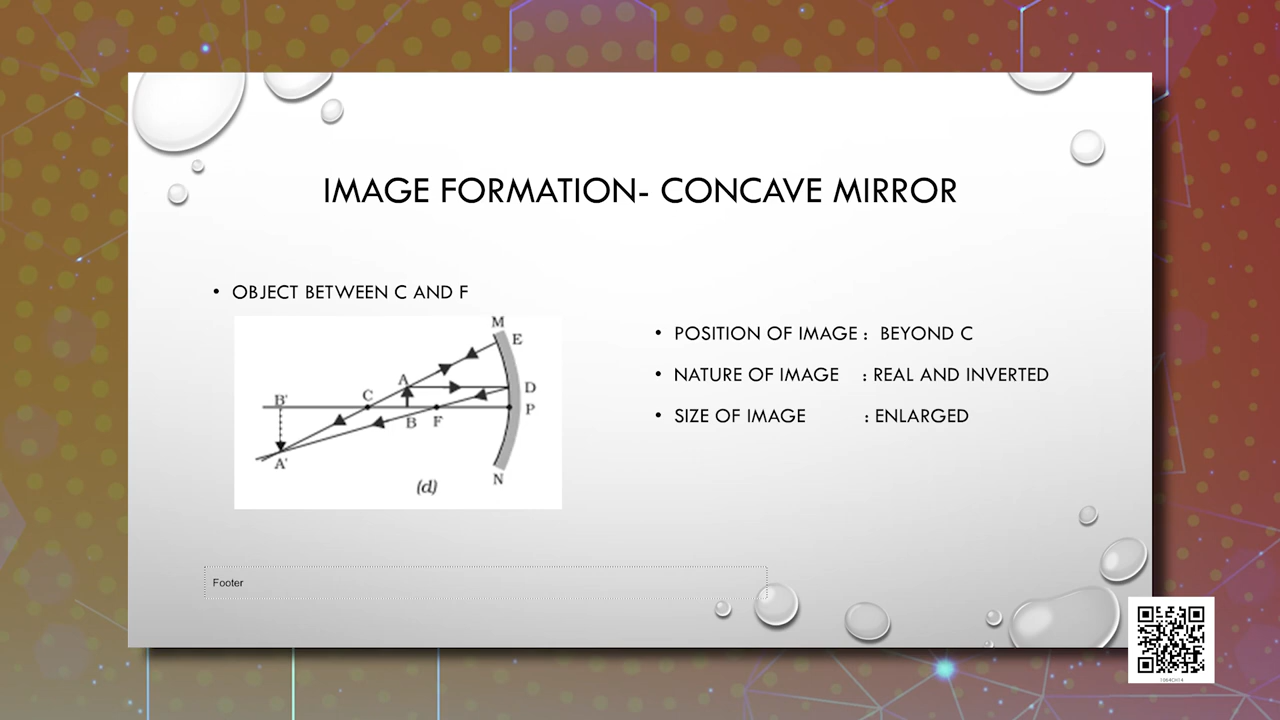 IMAGE FORMATION- CONCAVE MIRROR
• OBJECT BETWEEN C AND F
M
E
A
D
C
B'
P
B
F
A'
N
(d)
• POSITION OF IMAGE : BEYOND C
• NATURE OF IMAGE : REAL AND INVERTED
• SIZE OF IMAGE : ENLARGED
Footer
1064CH14